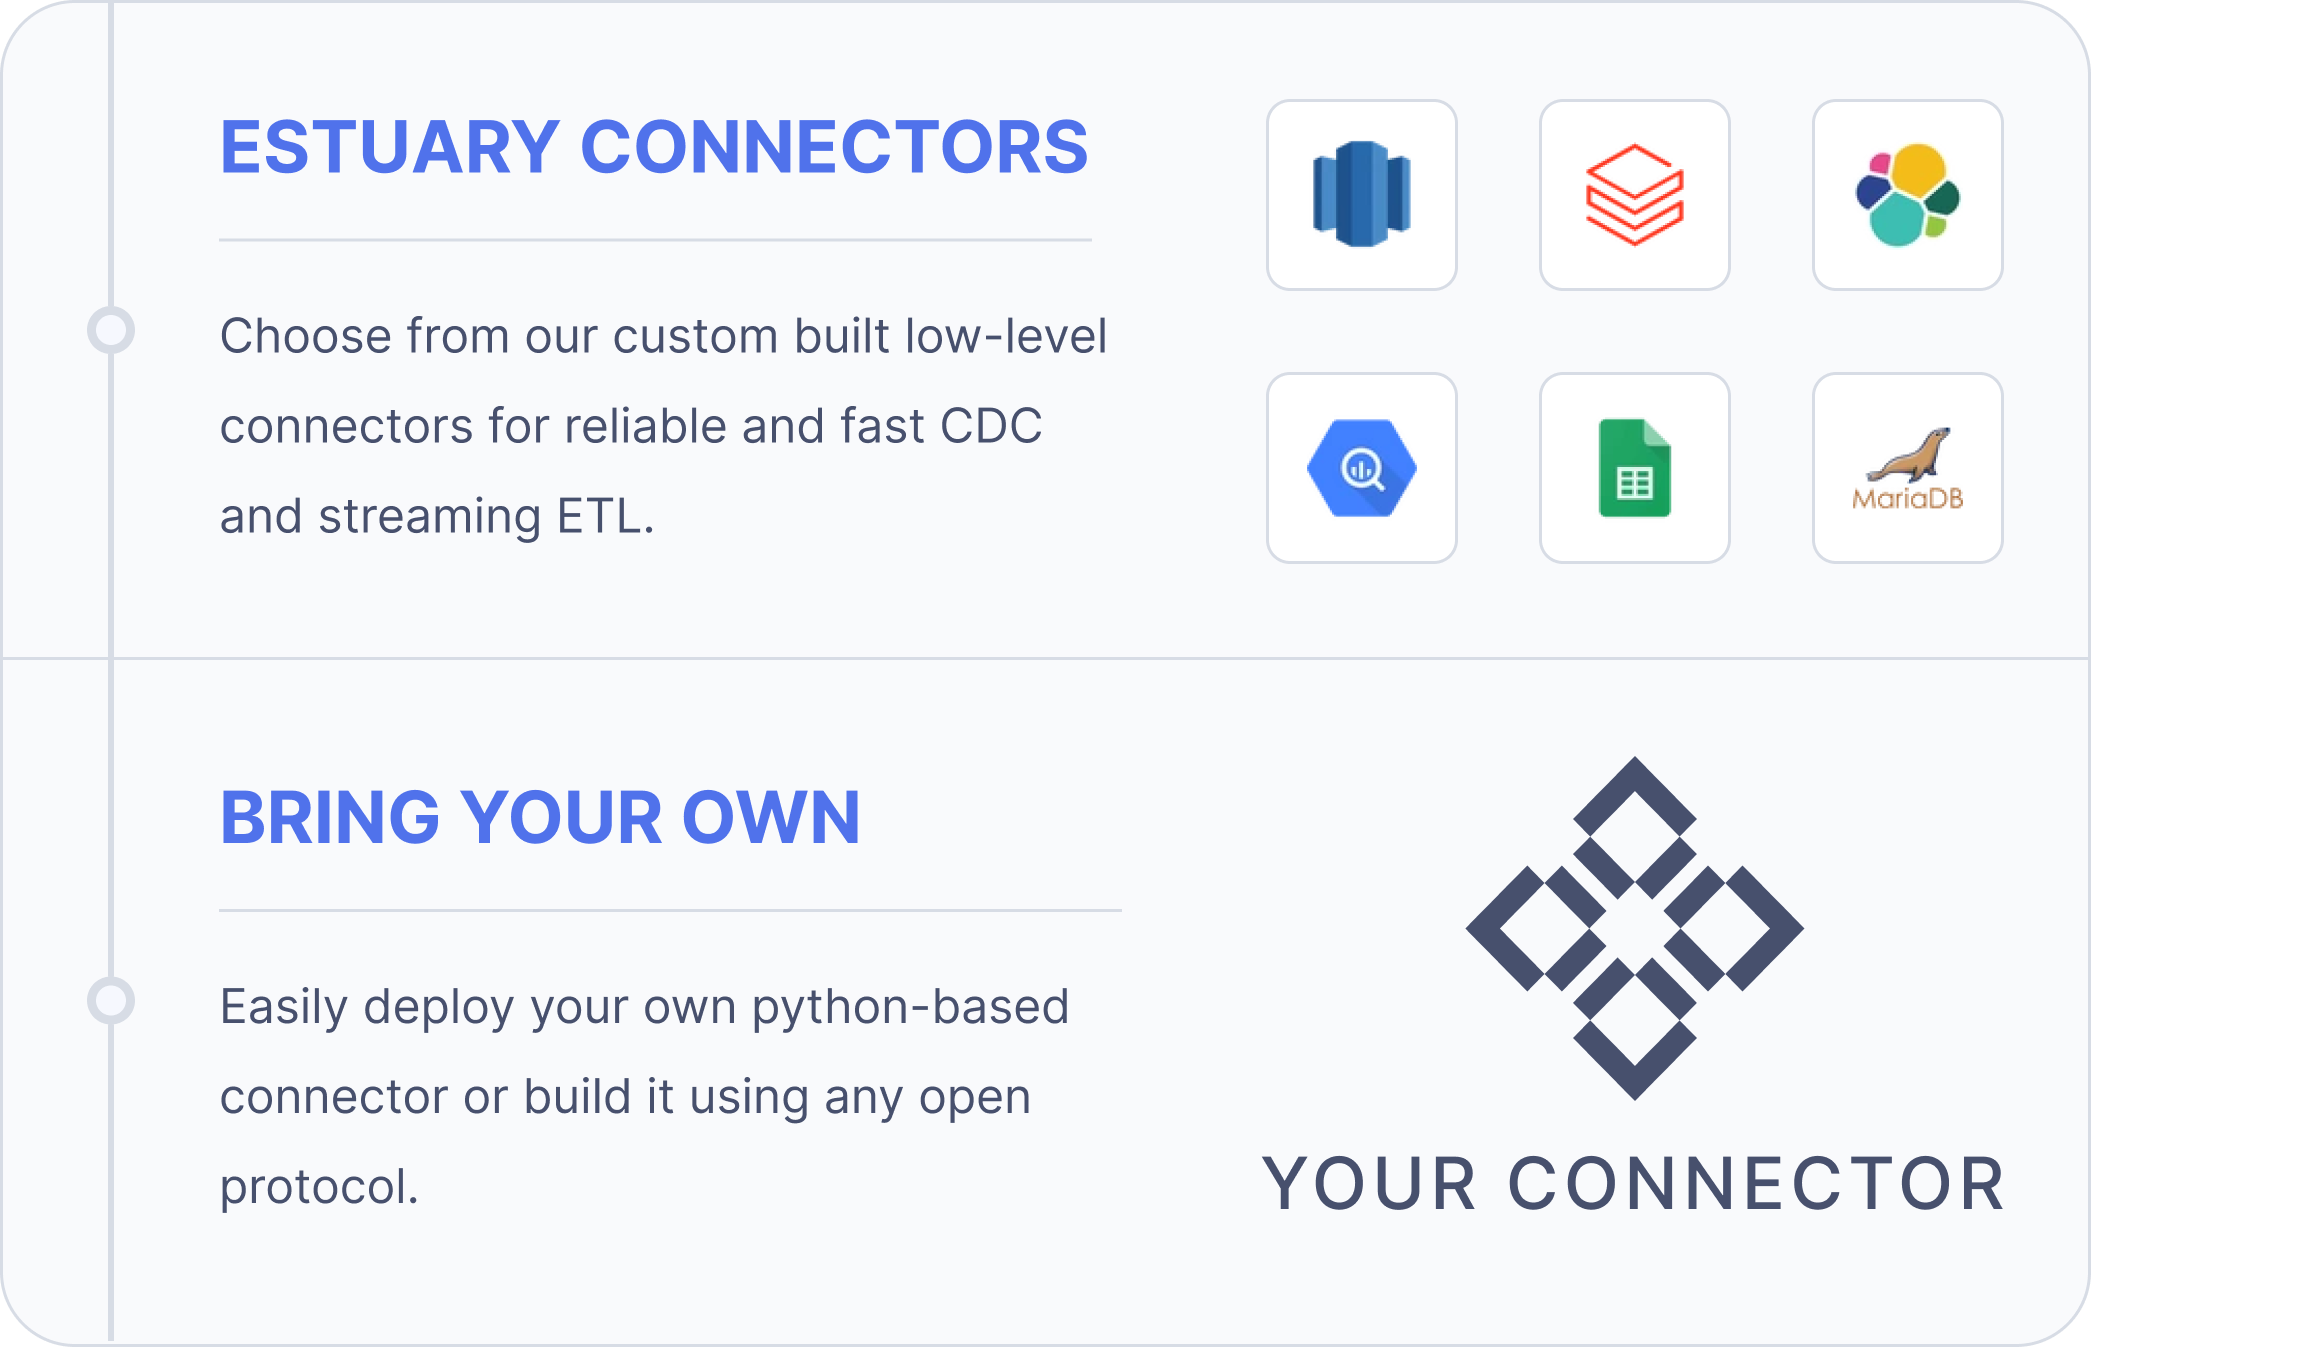 ESTUARY CONNECTORS
Choose from our custom built low-level
connectors for reliable and fast CDC
and streaming ETL.
MariaDB
BRING YOUR OWN
Easily deploy your own python-based
connector or build it using any open
protocol.
YOUR CONNECTOR